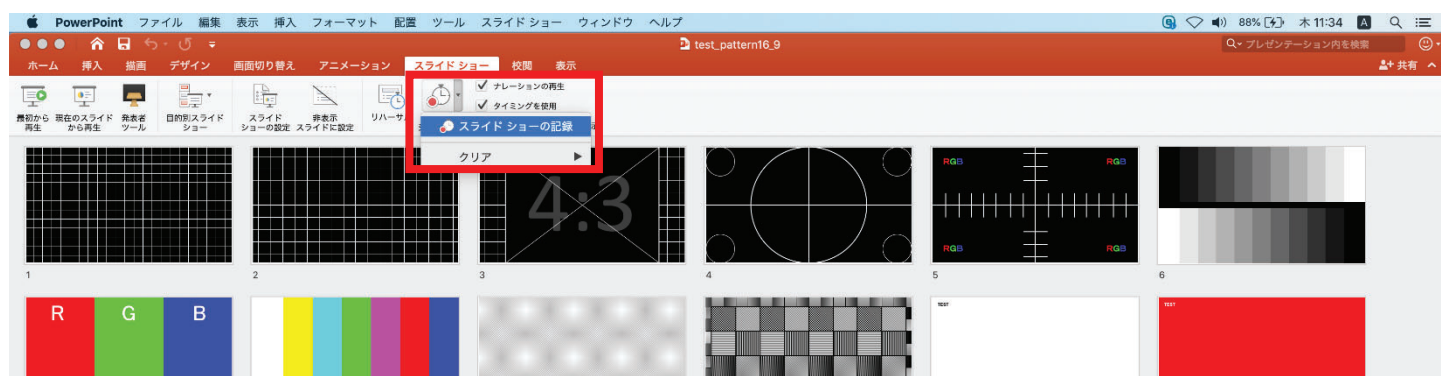 PowerPoint ファイル 編集 表示 挿入 フォーマット 配置 ツール スライド ショー ウィンドウ ヘルプ 88% 木 11:34 A
test_pattern16_9 プレゼンテーション内を検索
ホーム 挿入 描画 デザイン 画面切り替え アニメーション スライド ショー 校閲 表示 共有
ナレーションの再生
タイミングを使用
最初から 再生
現在のスライド から再生
発表者 ツール
目的別スライド ショー
スライド ショーの設定
非表示 スライドに設定
リハーサ
スライド ショーの記録
クリア
4:3
RGB RGB
RGB RGB
1 2 3 4 5 6
R G B
TEST
TEST